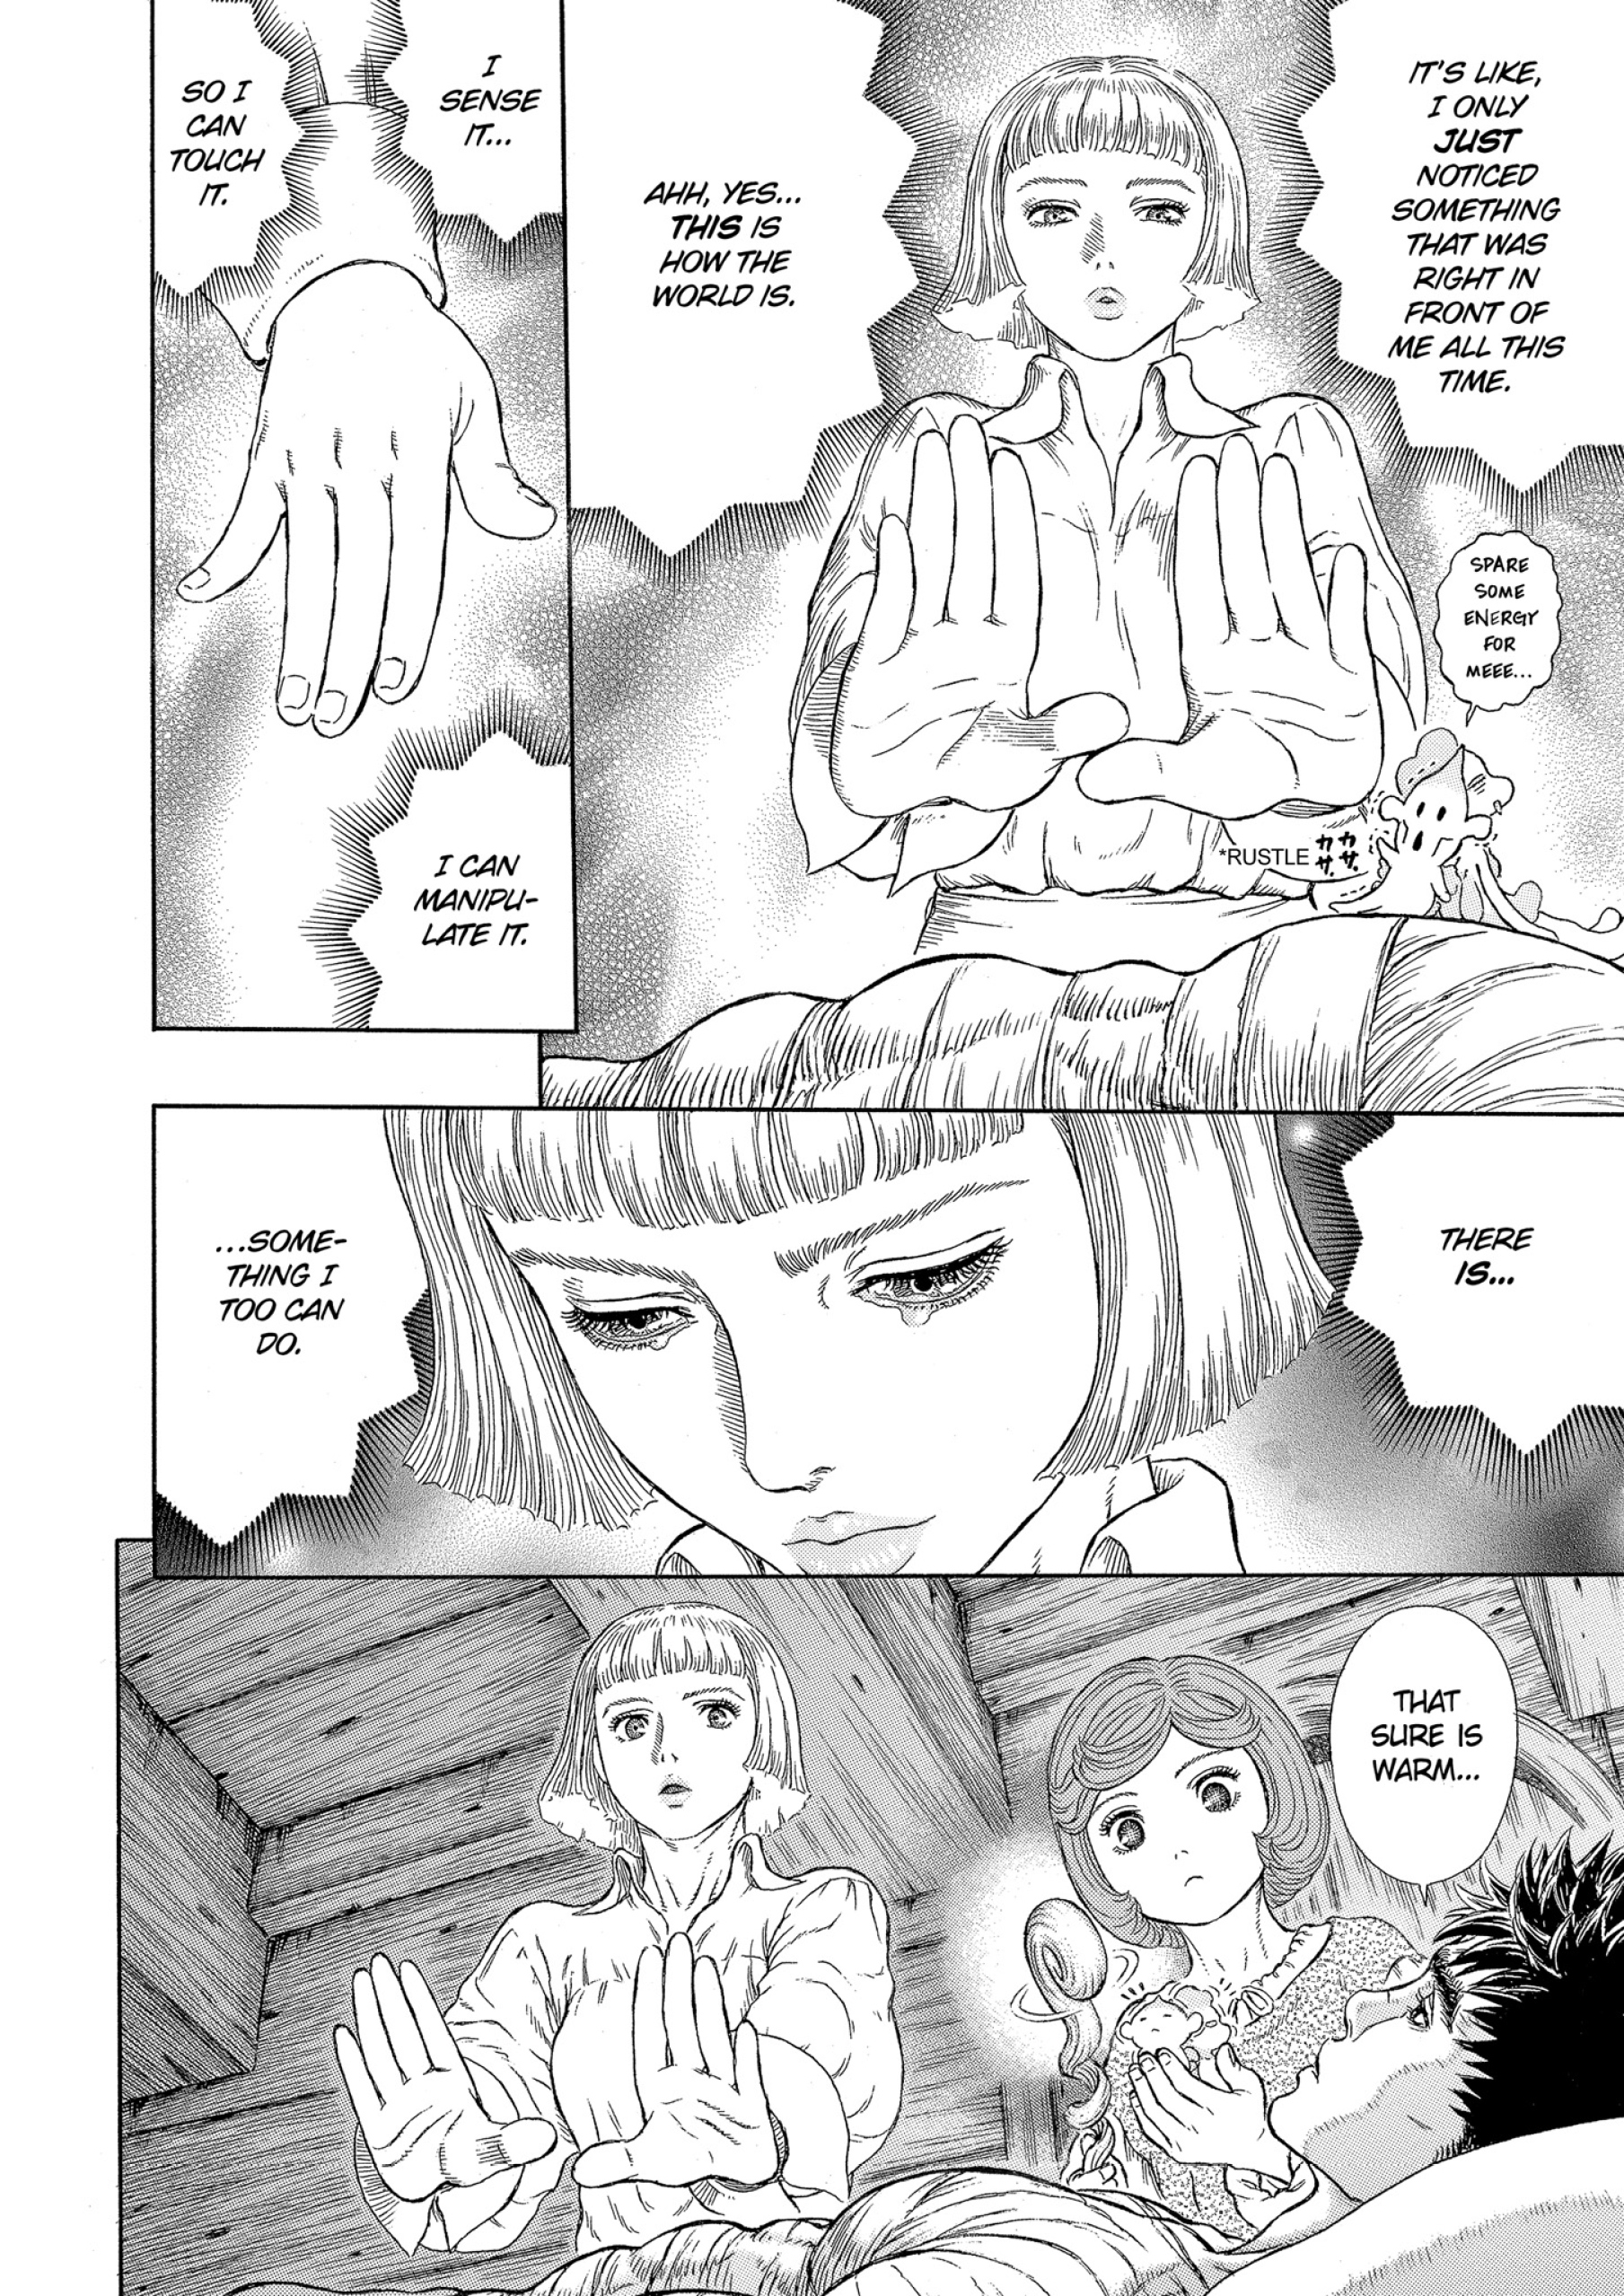 IT'S LIKE,
I ONLY
JUST
NOTICED
SOMETHING
THAT WAS
RIGHT IN
FRONT OF
ME ALL THIS
TIME.
SPARE
SOME
ENERGY
FOR
MEEE...
*RUSTLE
カサ
カサ
AHH, YES...
THIS IS
HOW THE
WORLD IS.
I
SENSE
IT...
SO I
CAN
TOUCH
IT.
I CAN
MANIPU-
LATE IT.
THERE
IS...
...SOME-
THING I
TOO CAN
DO.
THAT
SURE IS
WARM...